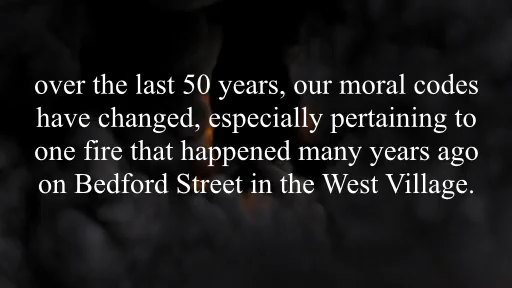 over the last 50 years, our moral codes
have changed, especially pertaining to
one fire that happened many years ago
on Bedford Street in the West Village.